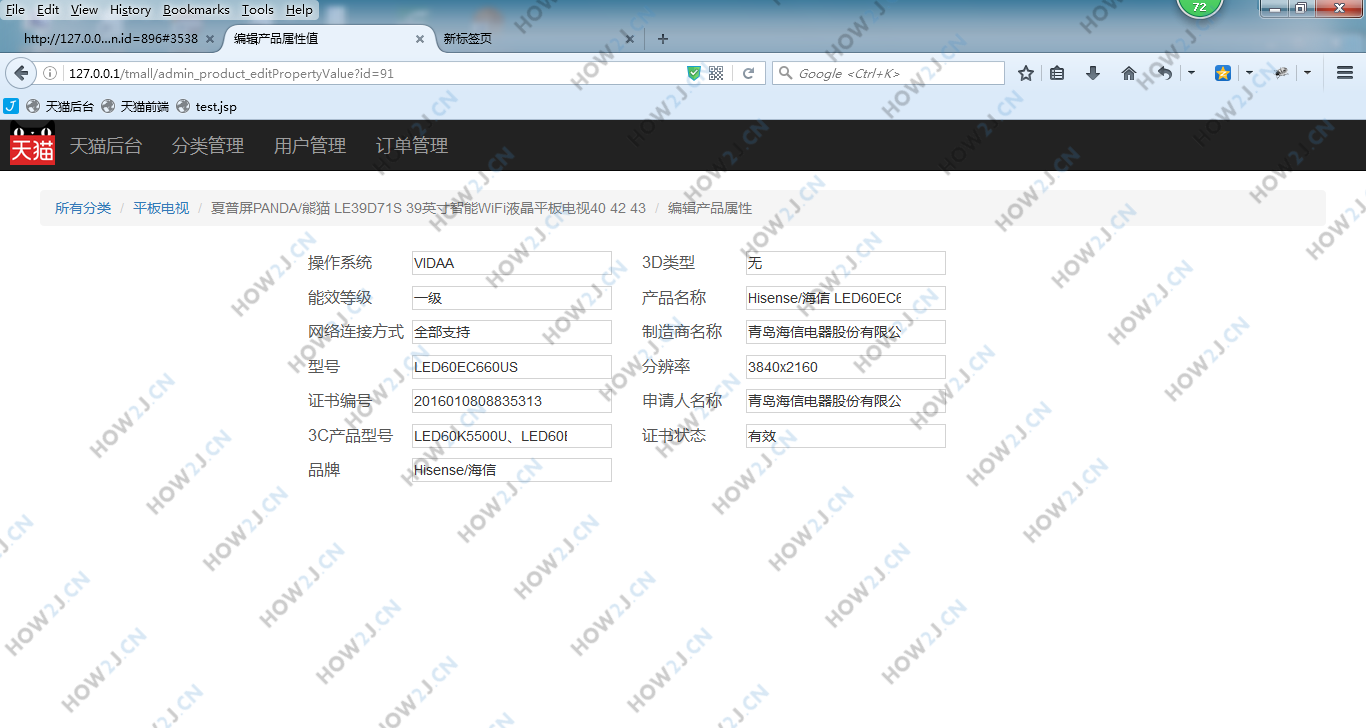 File Edit View History Bookmarks Tools Help
72
http://127.0.0...n.id=896#3538 编辑产品属性值 新标签页
127.0.0.1/tmall/admin_product_editPropertyValue?id=91 Google <Ctrl+K>
天猫后台 天猫前端 test.jsp
天猫 天猫后台 分类管理 用户管理 订单管理
所有分类 / 平板电视 / 夏普屏PANDA/熊猫 LE39D71S 39英寸智能WiFi液晶平板电视40 42 43 / 编辑产品属性
操作系统 VIDAA 3D类型 无
能效等级 一级 产品名称 Hisense/海信 LED60EC6
网络连接方式 全部支持 制造商名称 青岛海信电器股份有限公
型号 LED60EC660US 分辨率 3840x2160
证书编号 2016010808835313 申请人名称 青岛海信电器股份有限公
3C产品型号 LED60K5500U、LED60E 证书状态 有效
品牌 Hisense/海信
HOW2J.CN